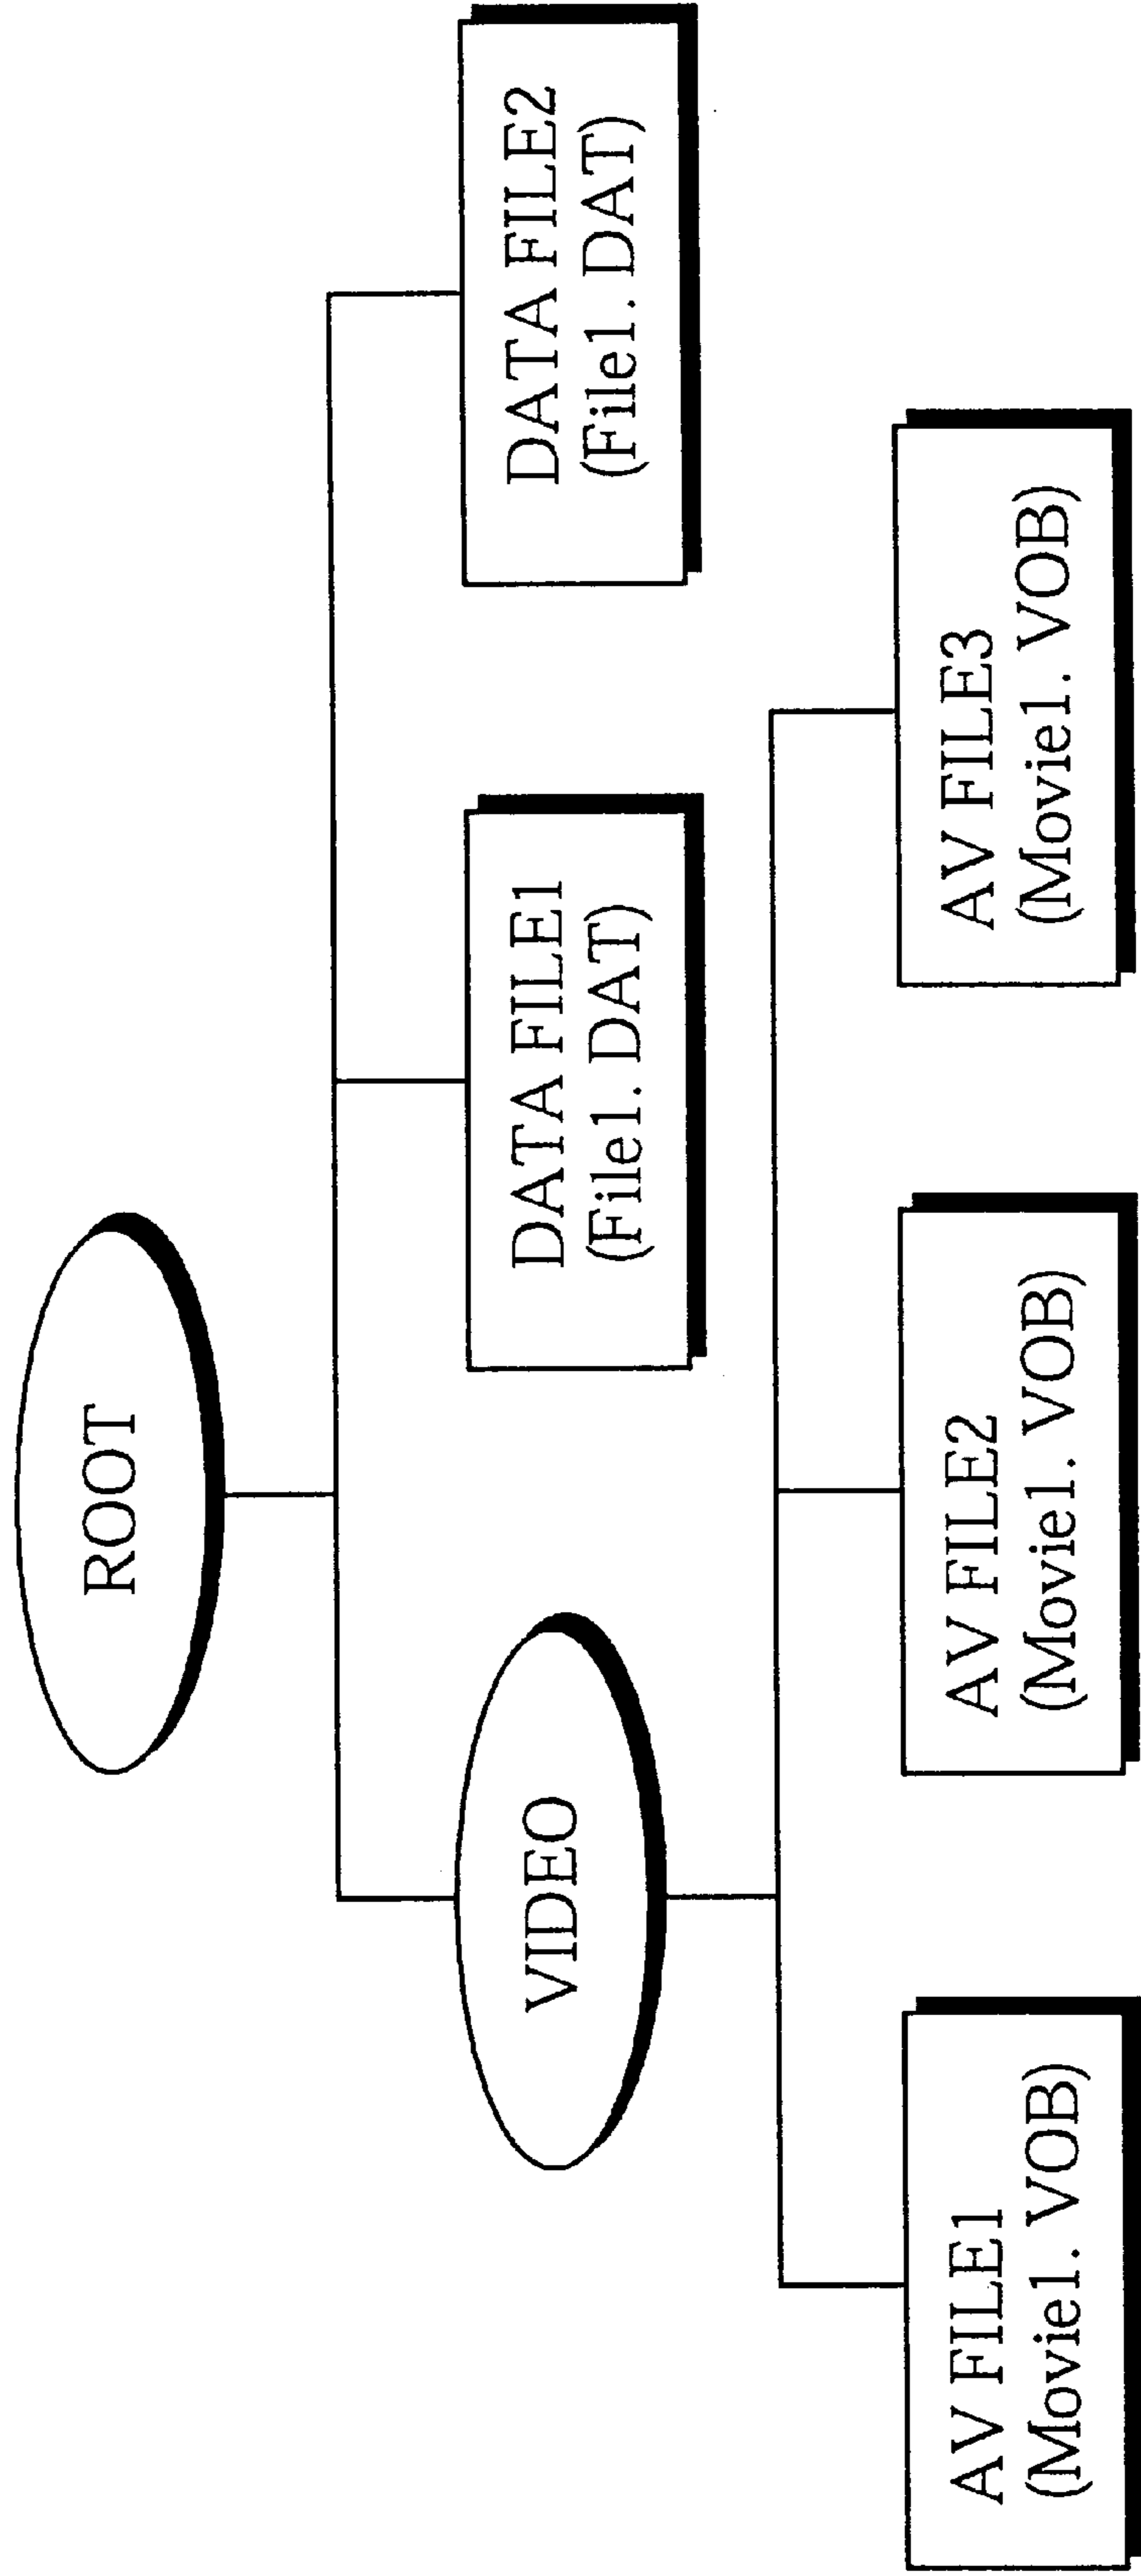 ROOT
VIDEO
DATA FILE1
(File1. DAT)
DATA FILE2
(File1. DAT)
AV FILE1
(Movie1. VOB)
AV FILE2
(Movie1. VOB)
AV FILE3
(Movie1. VOB)